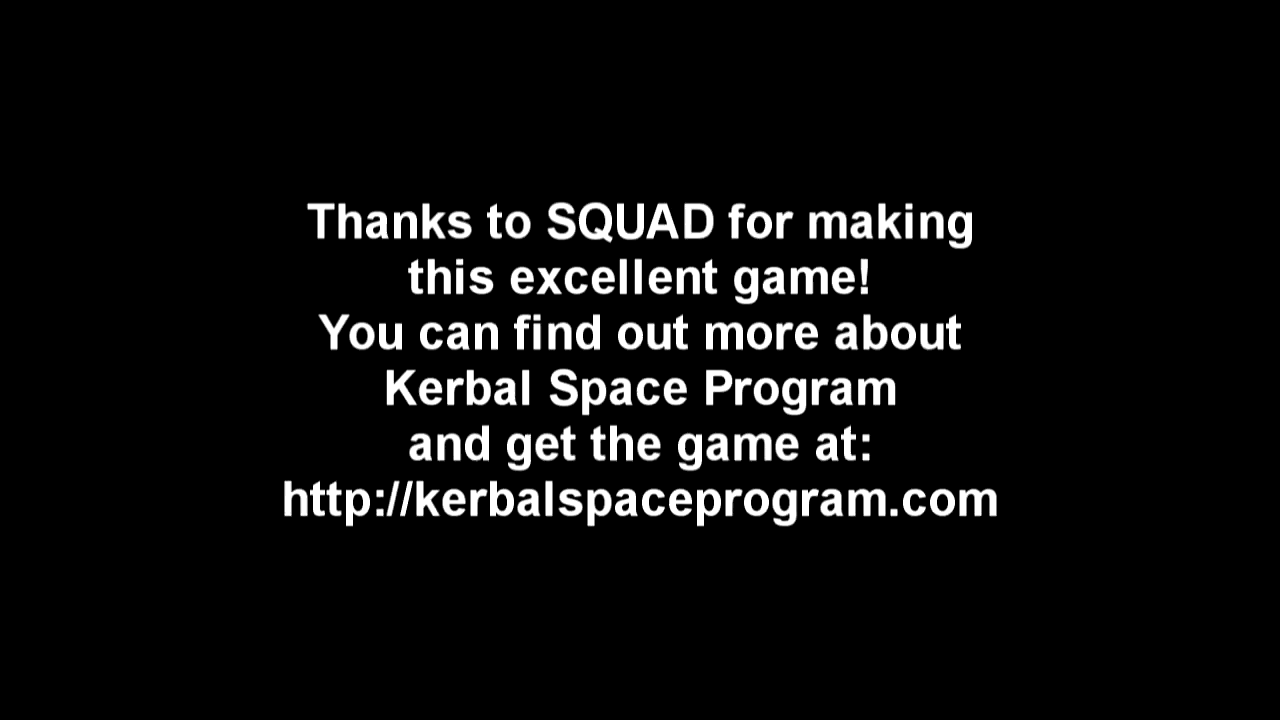 Thanks to SQUAD for making
this excellent game!
You can find out more about
Kerbal Space Program
and get the game at:
http://kerbalspaceprogram.com